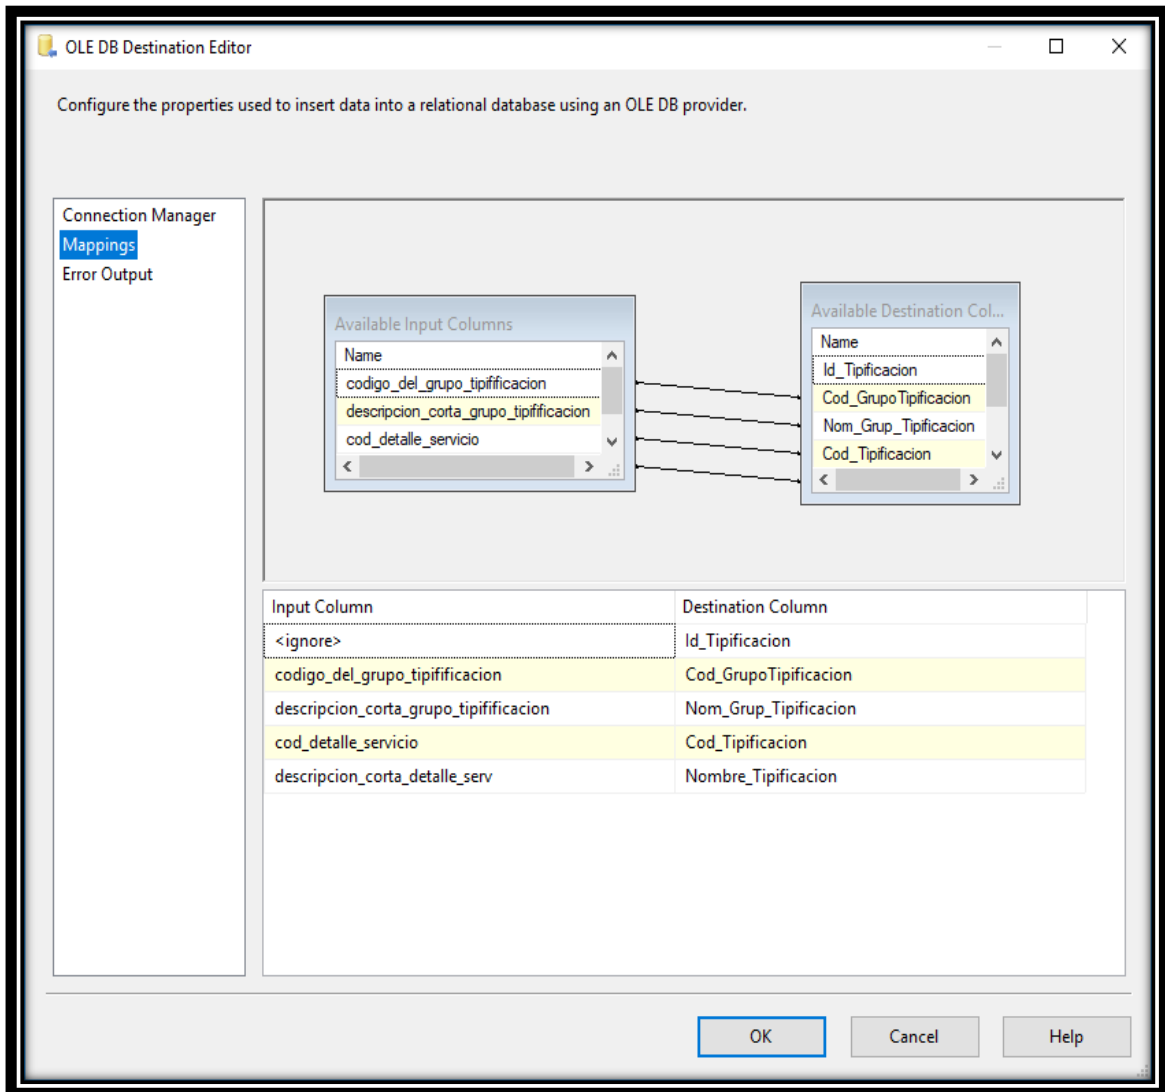 OLE DB Destination Editor
Configure the properties used to insert data into a relational database using an OLE DB provider.
Connection Manager
Mappings
Error Output
Available Input Columns
Name
codigo_del_grupo_tipifificacion
descripcion_corta_grupo_tipifificacion
cod_detalle_servicio
Available Destination Col...
Name
Id_Tipificacion
Cod_GrupoTipificacion
Nom_Grup_Tipificacion
Cod_Tipificacion
Input Column Destination Column
<ignore> Id_Tipificacion
codigo_del_grupo_tipifificacion Cod_GrupoTipificacion
descripcion_corta_grupo_tipifificacion Nom_Grup_Tipificacion
cod_detalle_servicio Cod_Tipificacion
descripcion_corta_detalle_serv Nombre_Tipificacion
OK Cancel Help